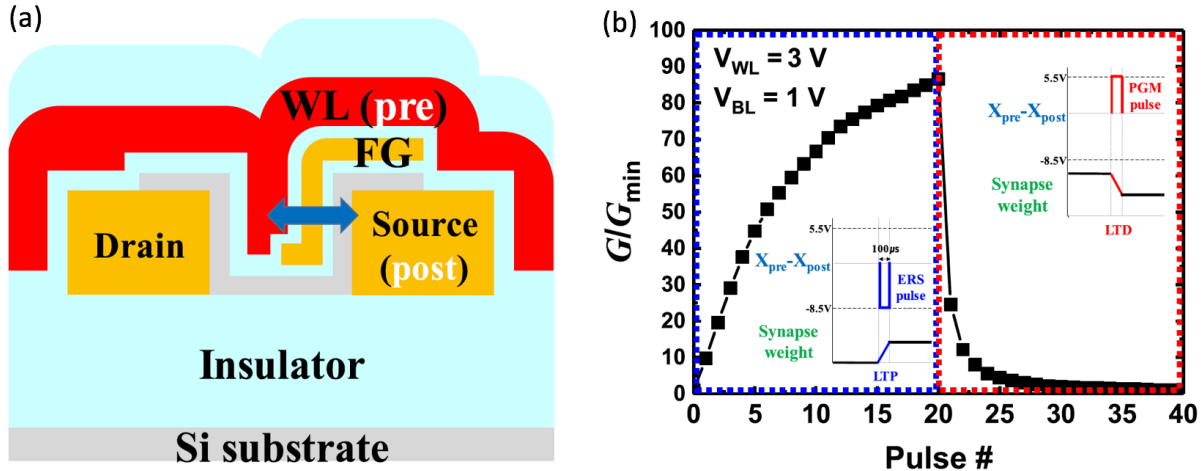 (a)
WL (pre)
FG
Drain
Source
(post)
Insulator
Si substrate
(b)
G/G_min
100
90
80
70
60
50
40
30
20
10
0
V_WL = 3 V
V_BL = 1 V
5.5V
100μs
X_pre-X_post
ERS
pulse
-8.5V
Synapse
weight
LTP
5.5V
PGM
pulse
X_pre-X_post
-8.5V
Synapse
weight
LTD
0 5 10 15 20 25 30 35 40
Pulse #